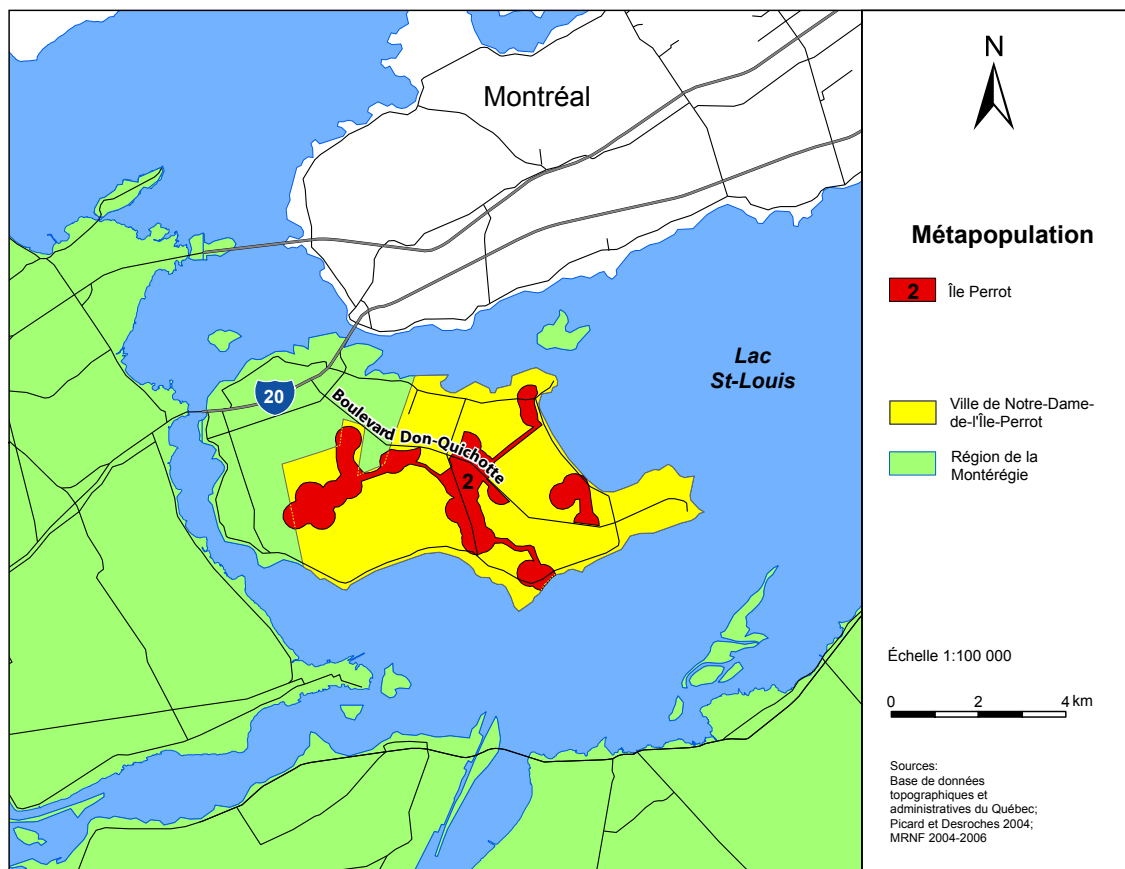 Montréal
Lac
St-Louis
20
Boulevard Don-Quichotte
2
N
Métapopulation
2
Île Perrot
Ville de Notre-Dame-
de-l'Île-Perrot
Région de la
Montérégie
Échelle 1:100 000
0 2 4 km
Sources:
Base de données
topographiques et
administratives du Québec;
Picard et Desroches 2004;
MRNF 2004-2006